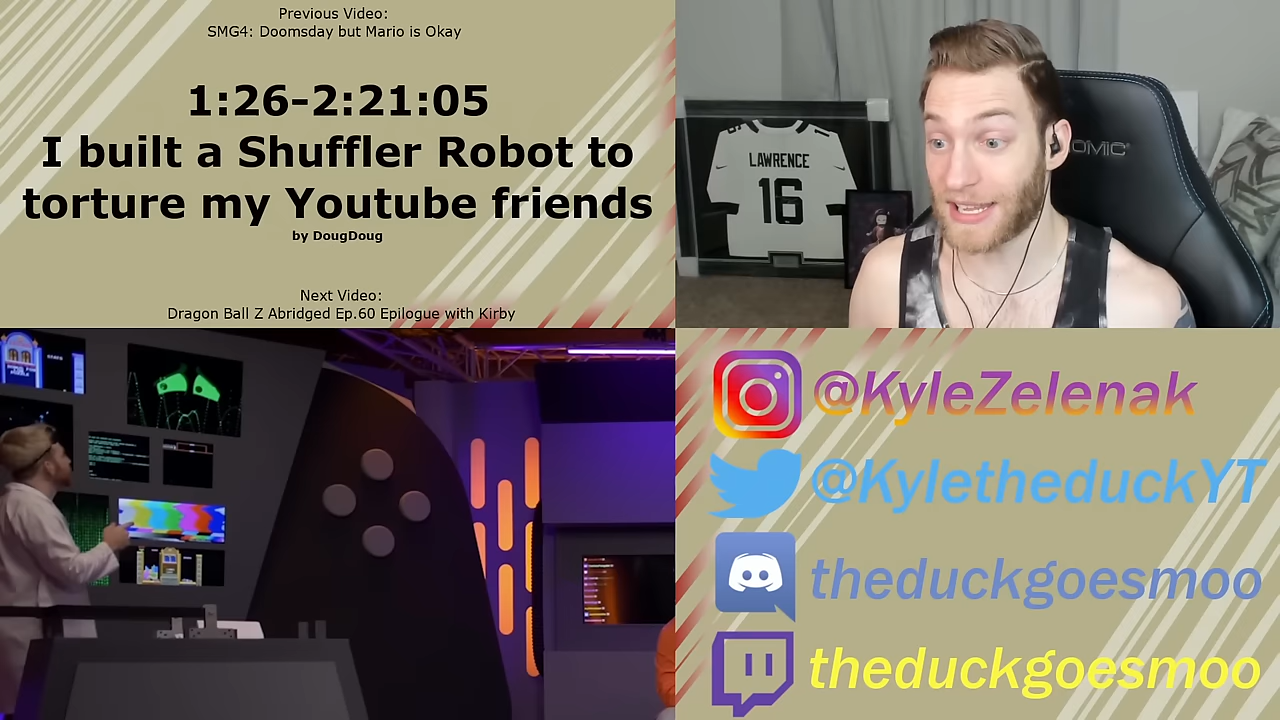 Previous Video:
SMG4: Doomsday but Mario is Okay
1:26-2:21:05
I built a Shuffler Robot to
torture my Youtube friends
by DougDoug
Next Video:
Dragon Ball Z Abridged Ep.60 Epilogue with Kirby
LAWRENCE
16
OMIC
@KyleZelenak
@KyletheduckYT
theduckgoesmoo
theduckgoesmoo